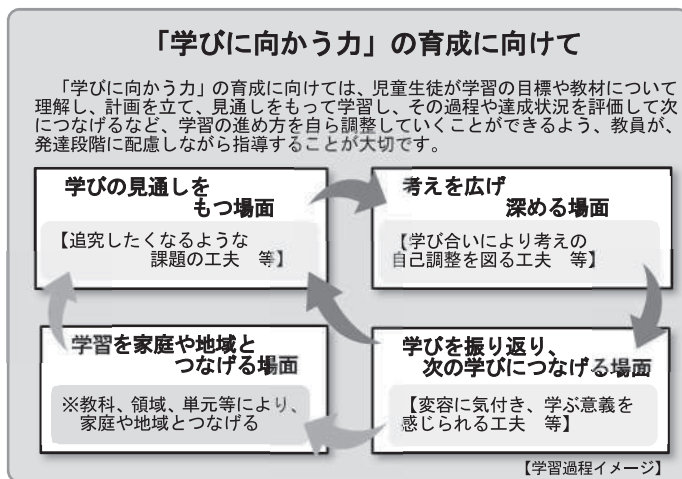 「学びに向かう力」の育成に向けて
「学びに向かう力」の育成に向けては、児童生徒が学習の目標や教材について
理解し、計画を立て、見通しをもって学習し、その過程や達成状況を評価して次
につなげるなど、学習の進め方を自ら調整していくことができるよう、教員が、
発達段階に配慮しながら指導することが大切です。
学びの見通しを
もつ場面
【追究したくなるような
課題の工夫 等】
考えを広げ
深める場面
【学び合いにより考えの
自己調整を図る工夫 等】
学習を家庭や地域と
つなげる場面
※教科、領域、単元等により、
家庭や地域とつなげる
学びを振り返り、
次の学びにつなげる場面
【変容に気付き、学ぶ意義を
感じられる工夫 等】
【学習過程イメージ】